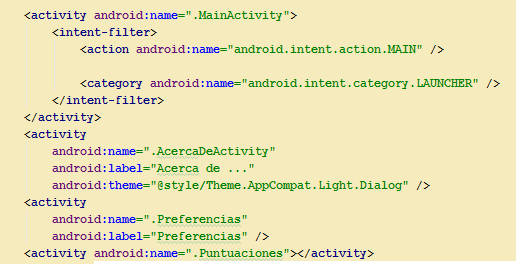 <activity android:name=".MainActivity">
<intent-filter>
<action android:name="android.intent.action.MAIN" />
<category android:name="android.intent.category.LAUNCHER" />
</intent-filter>
</activity>
<activity
android:name=".AcercaDeActivity"
android:label="Acerca de ..."
android:theme="@style/Theme.AppCompat.Light.Dialog" />
<activity
android:name=".Preferencias"
android:label="Preferencias" />
<activity android:name=".Puntuaciones"></activity>